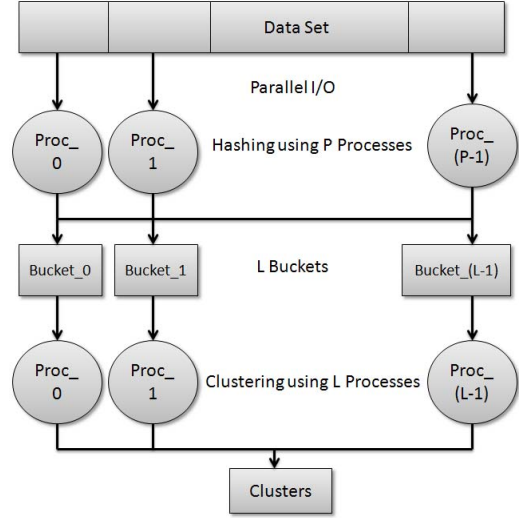 Data Set
Parallel I/O
Proc_
0
Proc_
1
Hashing using P Processes
Proc_
(P-1)
Bucket_0
Bucket_1
L Buckets
Bucket_(L-1)
Proc_
0
Proc_
1
Clustering using L Processes
Proc_
(L-1)
Clusters